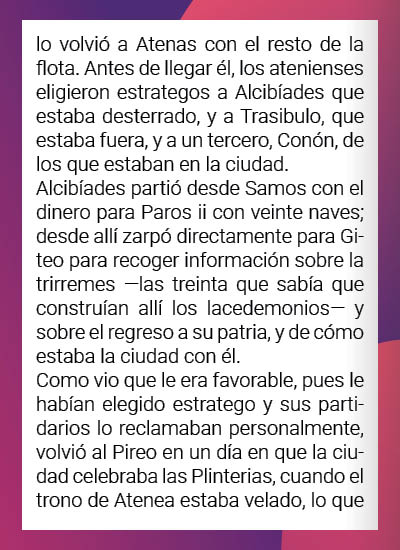 lo volvió a Atenas con el resto de la
flota. Antes de llegar él, los atenienses
eligieron estrategos a Alcibíades que
estaba desterrado, y a Trasibulo, que
estaba fuera, y a un tercero, Conón, de
los que estaban en la ciudad.
Alcibíades partió desde Samos con el
dinero para Paros ii con veinte naves;
desde allí zarpó directamente para Gi-
teo para recoger información sobre la
trirremes —las treinta que sabía que
construían allí los lacedemonios— y
sobre el regreso a su patria, y de cómo
estaba la ciudad con él.
Como vio que le era favorable, pues le
habían elegido estratego y sus parti-
darios lo reclamaban personalmente,
volvió al Pireo en un día en que la ciu-
dad celebraba las Plinterias, cuando el
trono de Atenea estaba velado, lo que